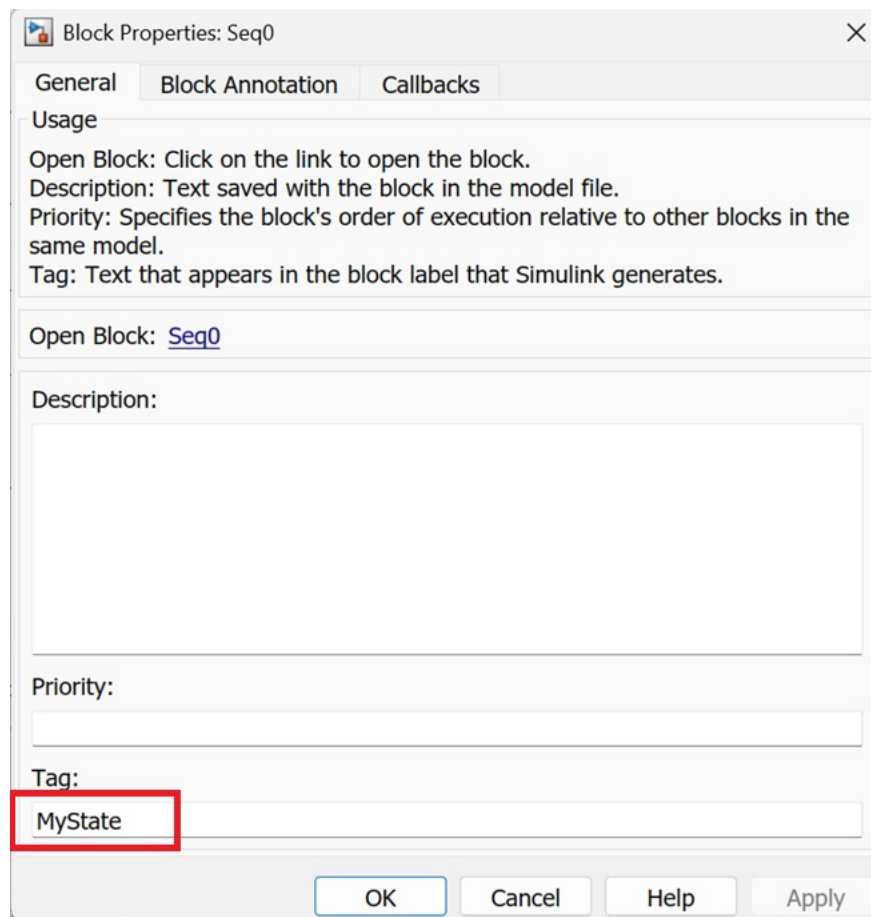 Block Properties: Seq0
General Block Annotation Callbacks
Usage
Open Block: Click on the link to open the block.
Description: Text saved with the block in the model file.
Priority: Specifies the block's order of execution relative to other blocks in the
same model.
Tag: Text that appears in the block label that Simulink generates.
Open Block: Seq0
Description:
Priority:
Tag:
MyState
OK Cancel Help Apply